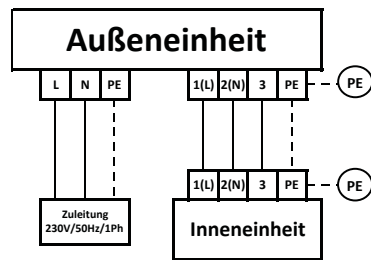 Außeneinheit
L N PE 1(L) 2(N) 3 PE PE
1(L) 2(N) 3 PE PE
Zuleitung
230V/50Hz/1Ph
Inneneinheit